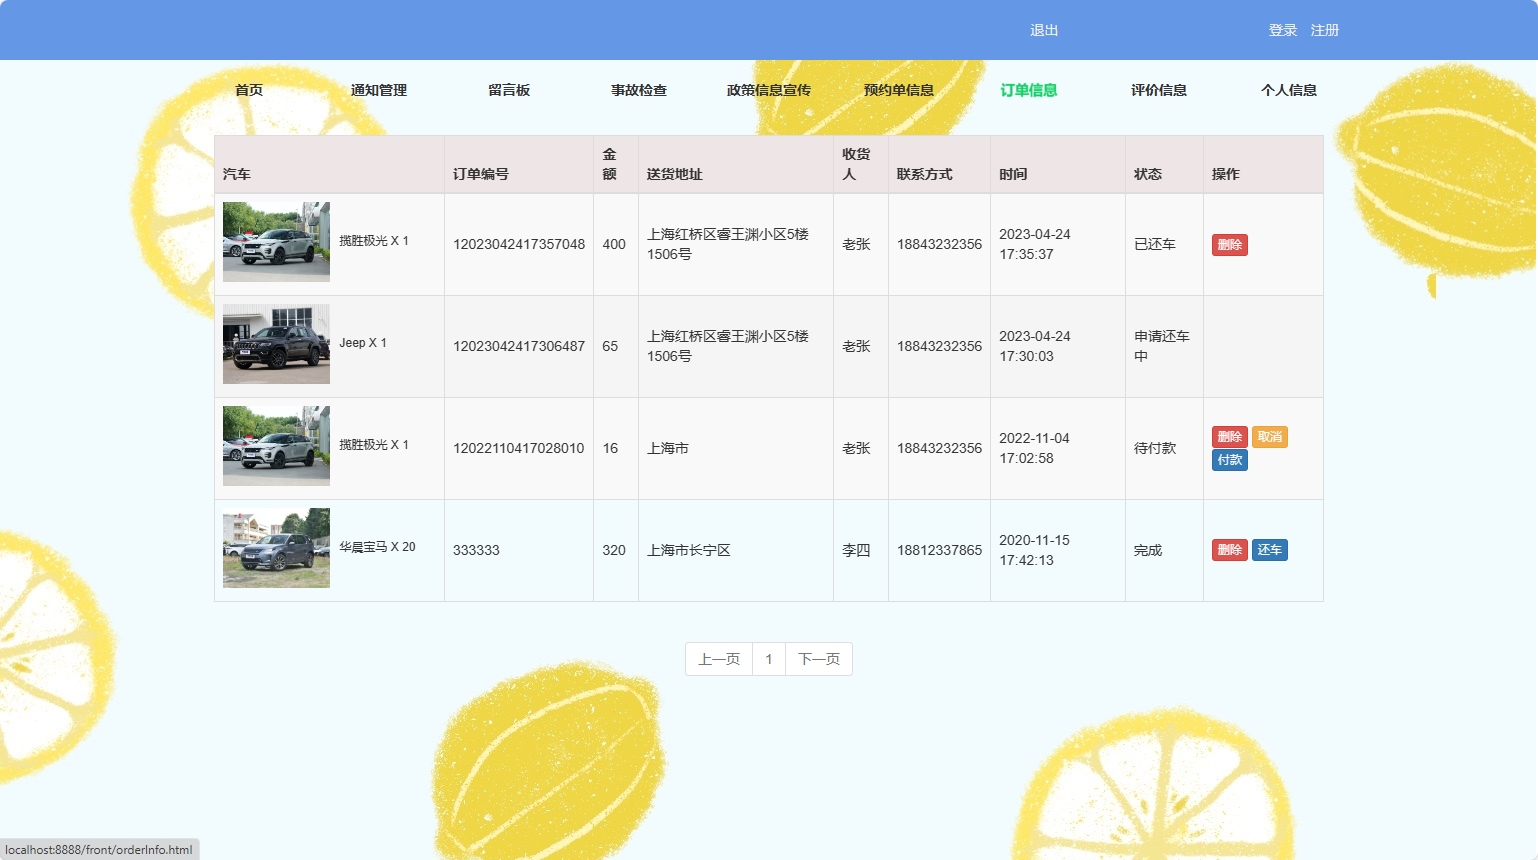 退出 登录 注册
首页 通知管理 留言板 事故检查 政策信息宣传 预约单信息 订单信息 评价信息 个人信息
汽车 订单编号 金额 送货地址 收货人 联系方式 时间 状态 操作
揽胜极光 X 1 12023042417357048 400 上海红桥区睿王渊小区5楼1506号 老张 18843232356 2023-04-24 17:35:37 已还车 删除
Jeep X 1 12023042417306487 65 上海红桥区睿王渊小区5楼1506号 老张 18843232356 2023-04-24 17:30:03 申请还车中
揽胜极光 X 1 12022110417028010 16 上海市 老张 18843232356 2022-11-04 17:02:58 待付款 删除 取消 付款
华晨宝马 X 20 333333 320 上海市长宁区 李四 18812337865 2020-11-15 17:42:13 完成 删除 还车
上一页 1 下一页
localhost:8888/front/orderInfo.html